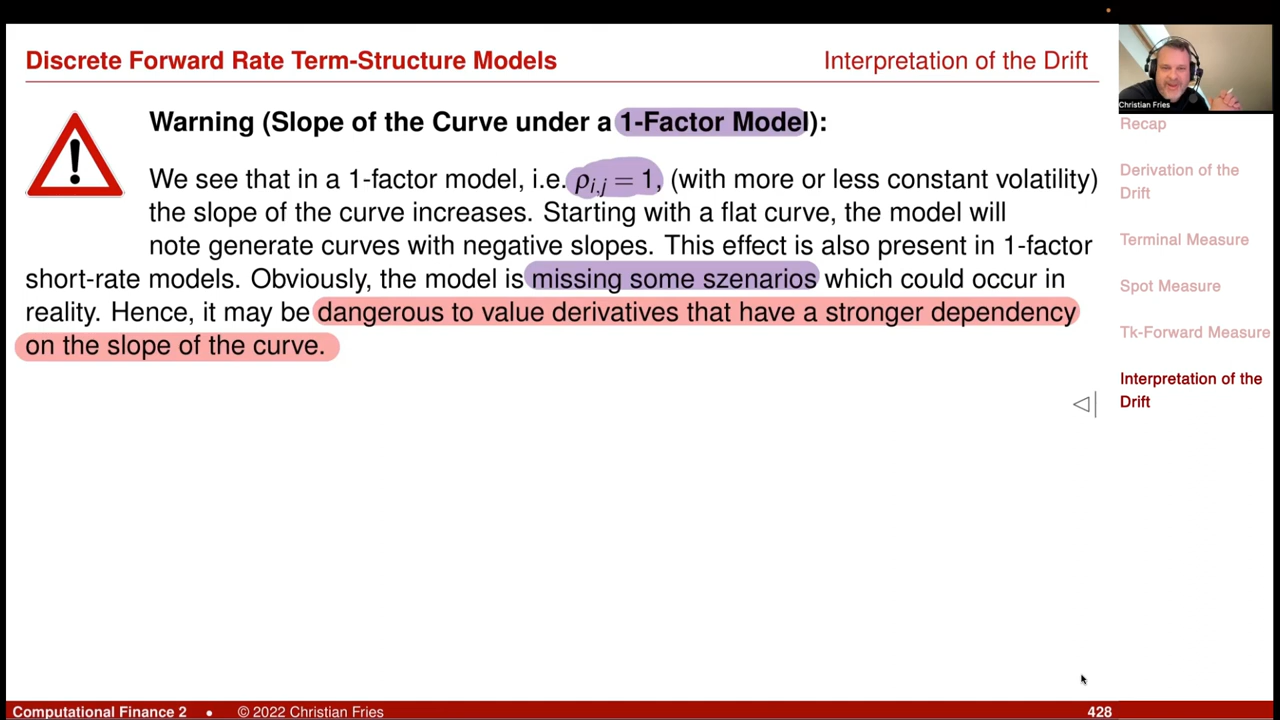 Discrete Forward Rate Term-Structure Models
Interpretation of the Drift
Warning (Slope of the Curve under a 1-Factor Model):
We see that in a 1-factor model, i.e. ρi,j = 1, (with more or less constant volatility)
the slope of the curve increases. Starting with a flat curve, the model will
note generate curves with negative slopes. This effect is also present in 1-factor
short-rate models. Obviously, the model is missing some szenarios which could occur in
reality. Hence, it may be dangerous to value derivatives that have a stronger dependency
on the slope of the curve.
Christian Fries
Recap
Derivation of the
Drift
Terminal Measure
Spot Measure
Tk-Forward Measure
Interpretation of the
Drift
Computational Finance 2 • © 2022 Christian Fries
428